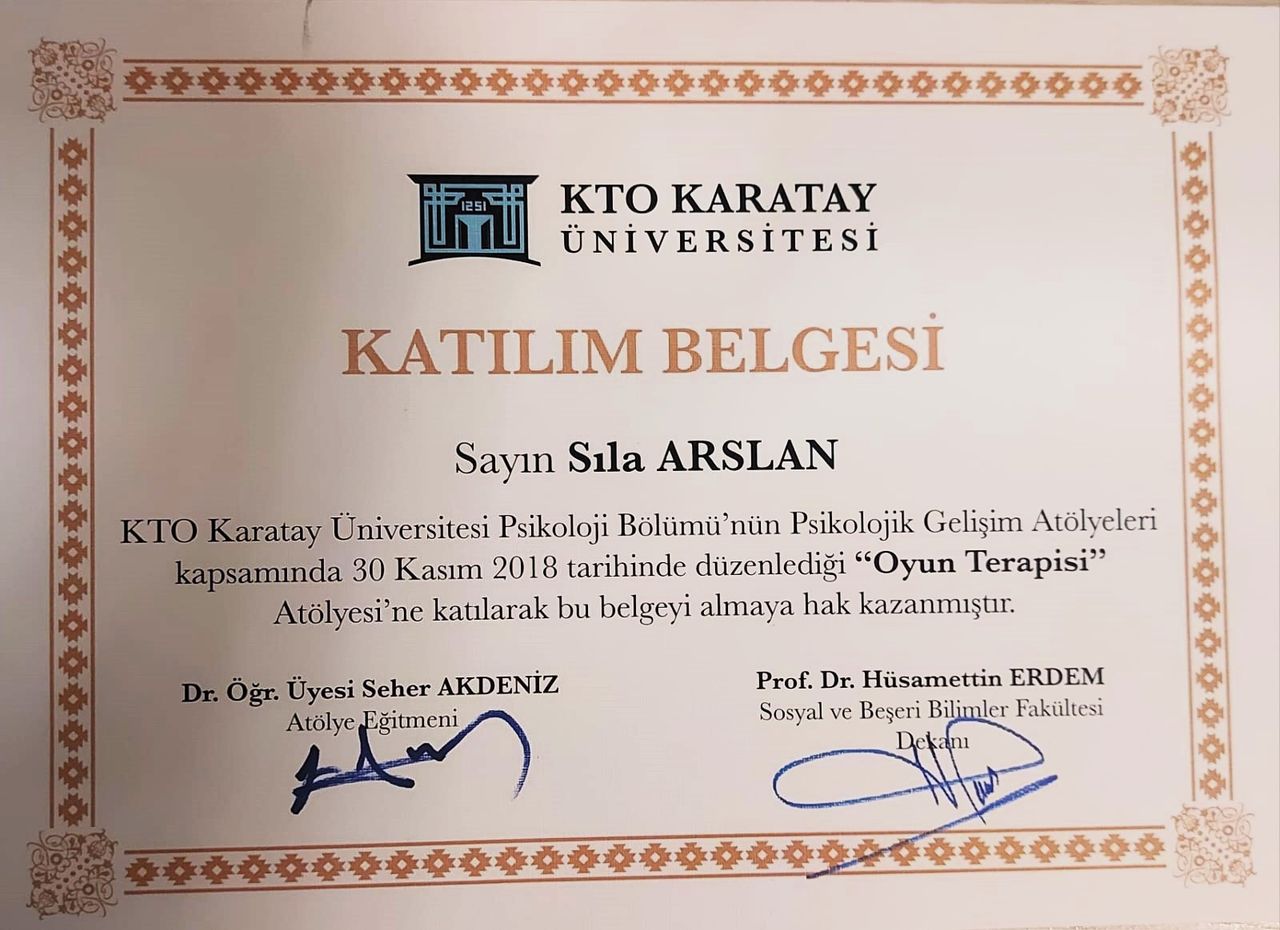 1251
KTO KARATAY
ÜNİVERSİTESİ
KATILIM BELGESİ
Sayın Sıla ARSLAN
KTO Karatay Üniversitesi Psikoloji Bölümü’nün Psikolojik Gelişim Atölyeleri
kapsamında 30 Kasım 2018 tarihinde düzenlediği “Oyun Terapisi”
Atölyesi’ne katılarak bu belgeyi almaya hak kazanmıştır.
Dr. Öğr. Üyesi Seher AKDENİZ
Atölye Eğitmeni
Prof. Dr. Hüsamettin ERDEM
Sosyal ve Beşeri Bilimler Fakültesi
Dekanı